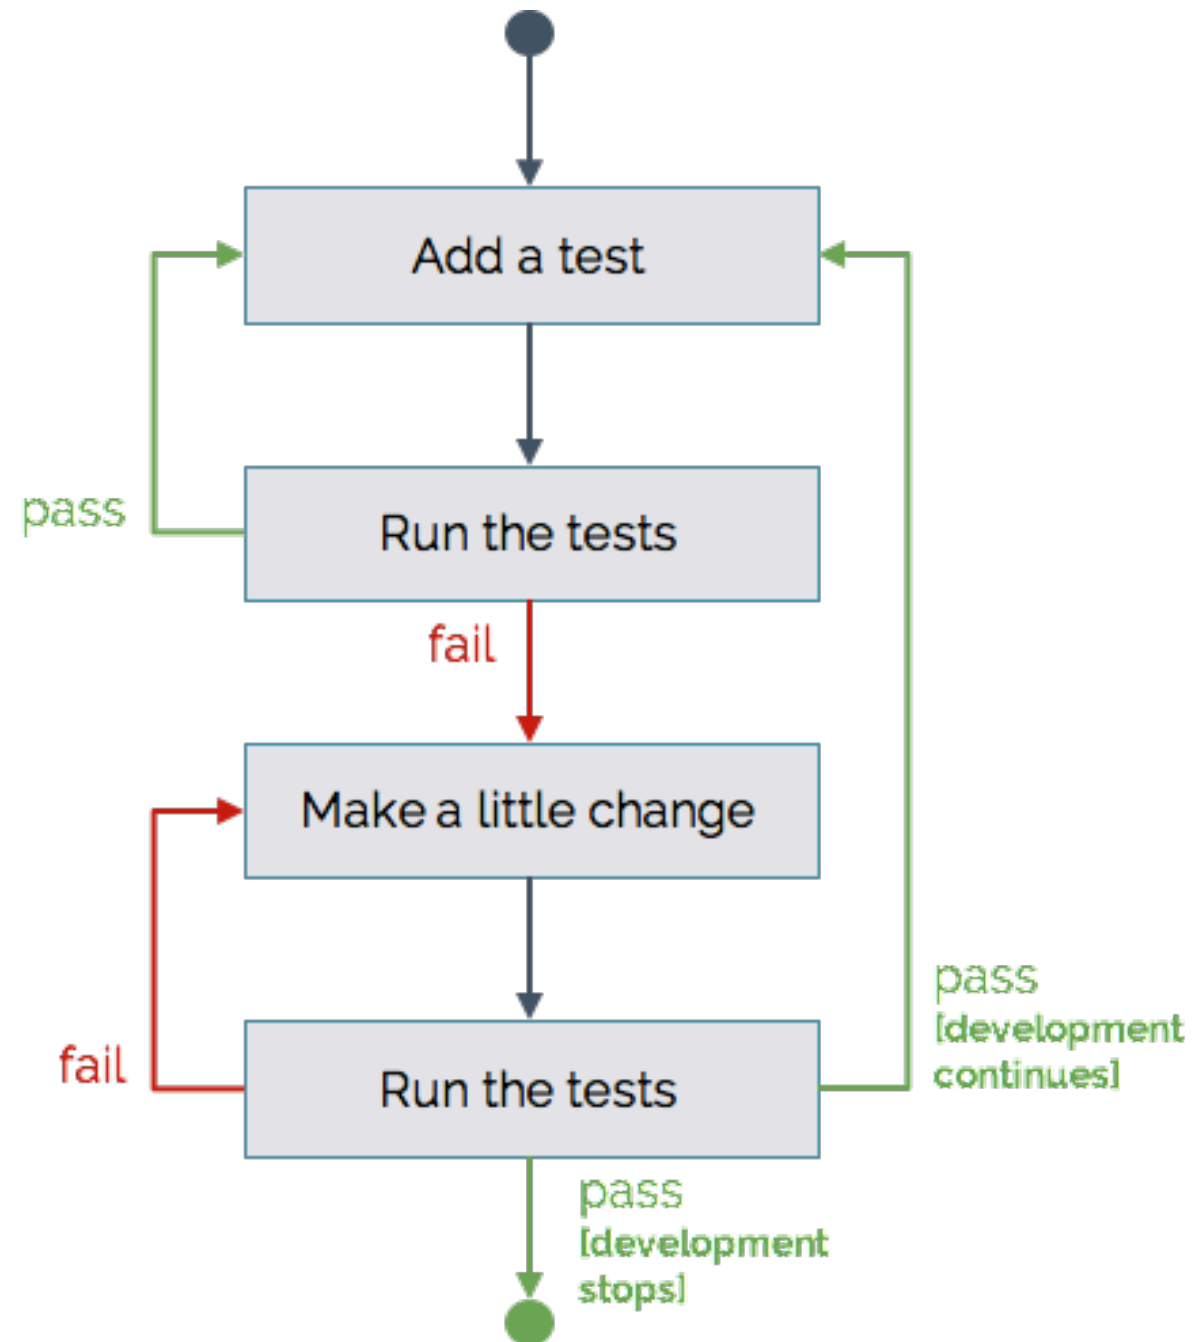 Add a test
pass
Run the tests
fail
Make a little change
pass
[development
continues]
fail
Run the tests
pass
[development
stops]